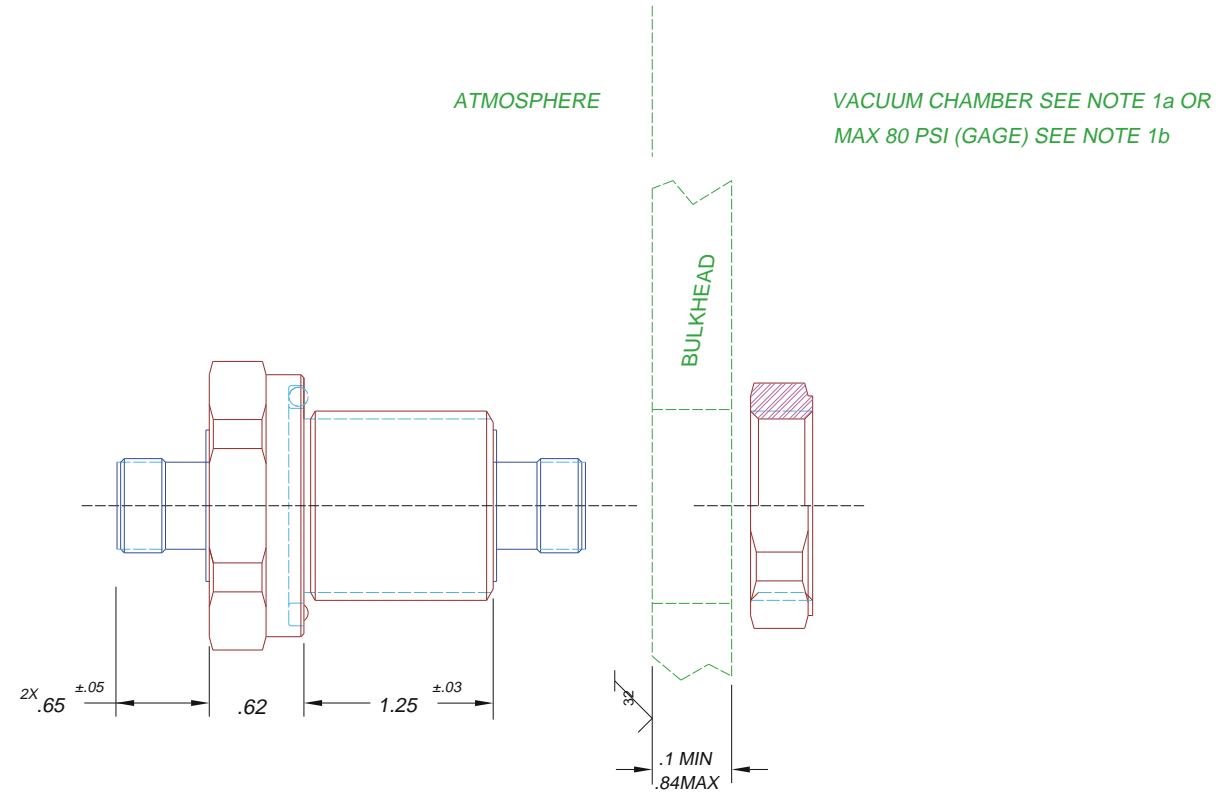 ATMOSPHERE
VACUUM CHAMBER SEE NOTE 1a OR
MAX 80 PSI (GAGE) SEE NOTE 1b
BULKHEAD
2X .65 ±.05
.62
1.25 ±.03
32
.1 MIN
.84MAX